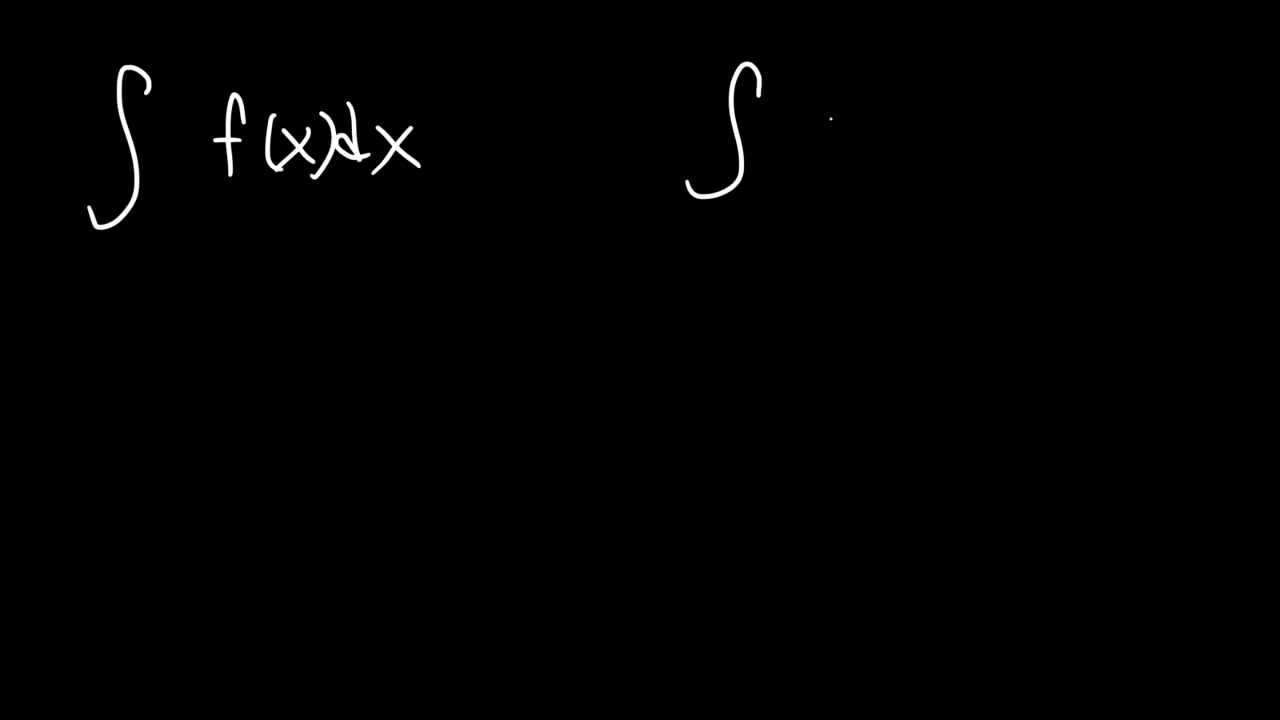 ∫ f(x)dx ∫